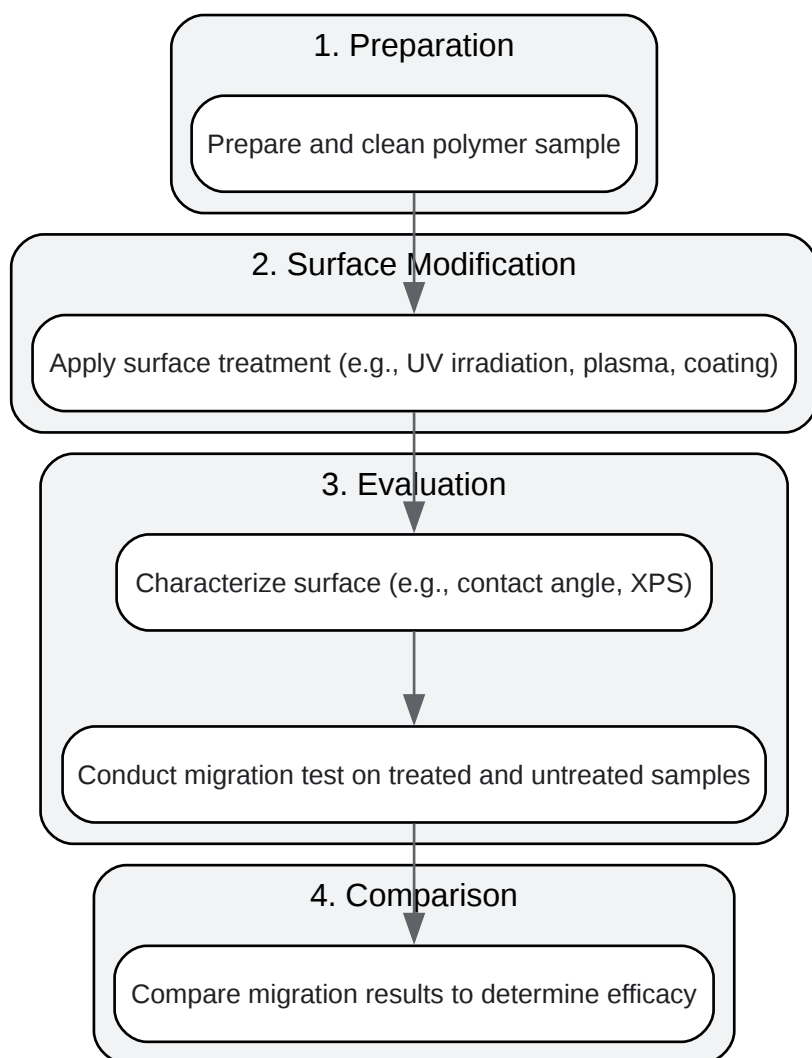 1. Preparation
Prepare and clean polymer sample
2. Surface Modification
Apply surface treatment (e.g., UV irradiation, plasma, coating)
3. Evaluation
Characterize surface (e.g., contact angle, XPS)
Conduct migration test on treated and untreated samples
4. Comparison
Compare migration results to determine efficacy